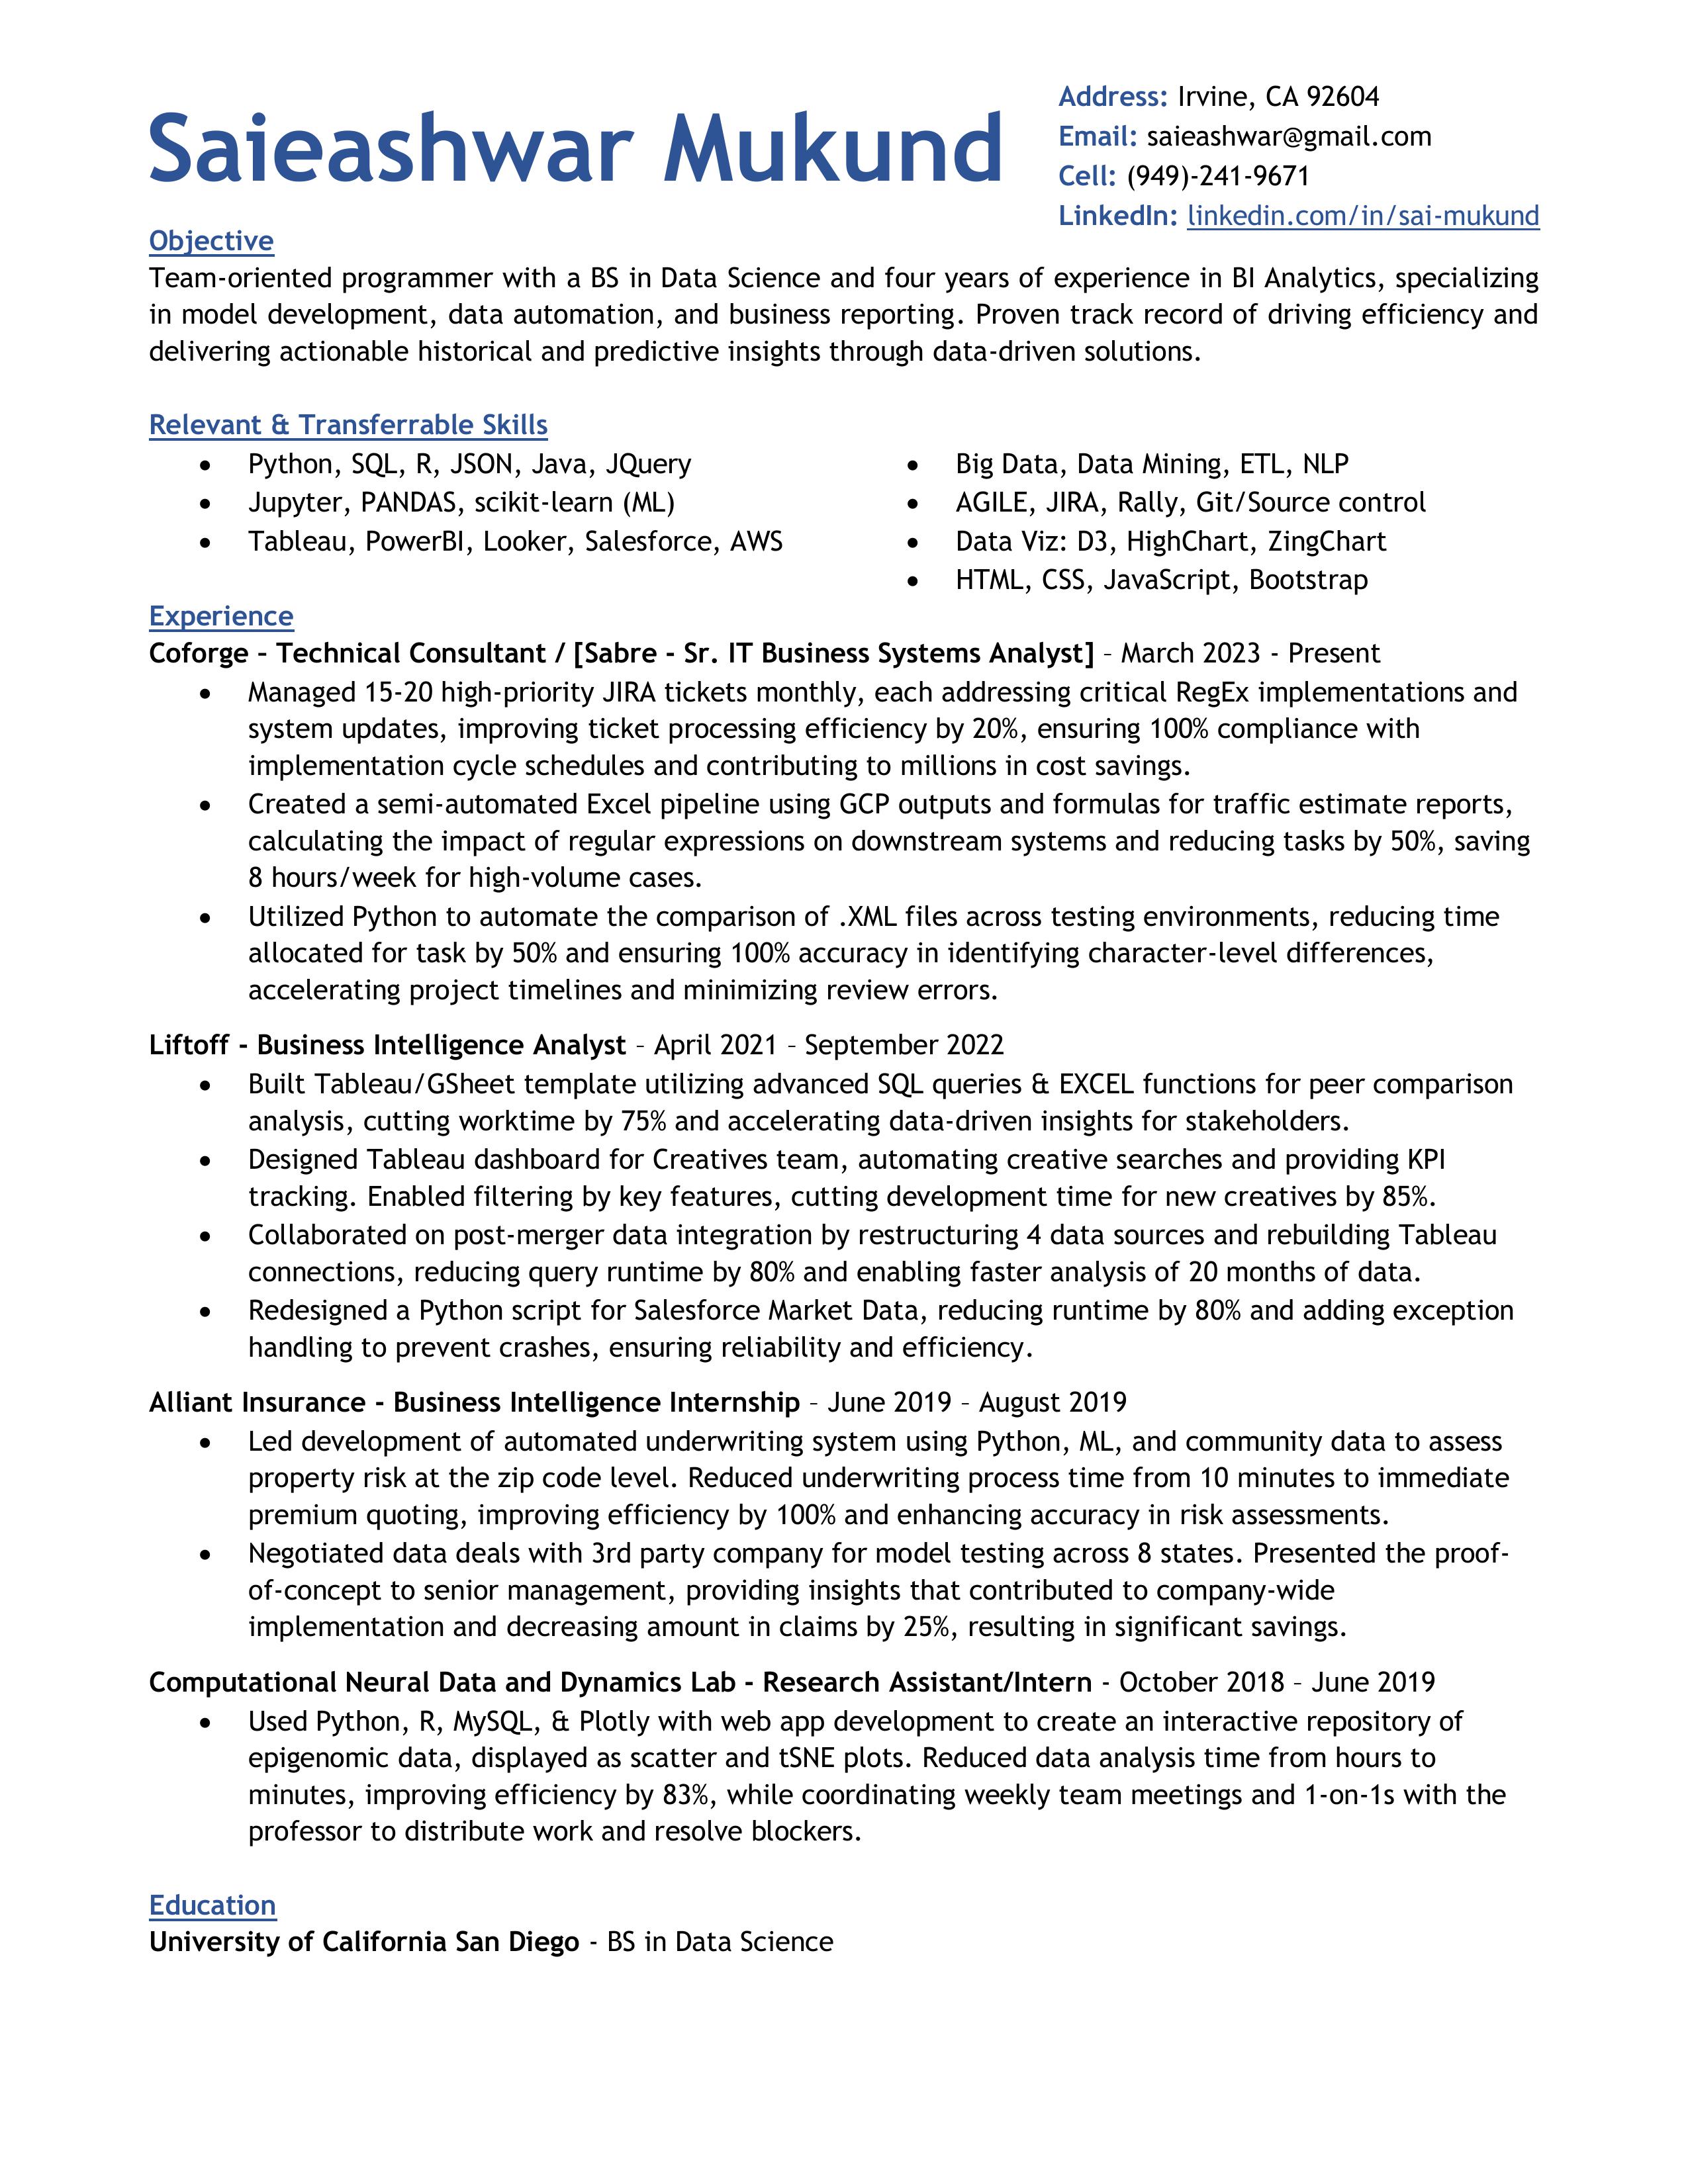 Saieashwar Mukund
Address: Irvine, CA 92604
Email: saieashwar@gmail.com
Cell: (949)-241-9671
LinkedIn: linkedin.com/in/sai-mukund
Objective
Team-oriented programmer with a BS in Data Science and four years of experience in BI Analytics, specializing
in model development, data automation, and business reporting. Proven track record of driving efficiency and
delivering actionable historical and predictive insights through data-driven solutions.
Relevant & Transferrable Skills
• Python, SQL, R, JSON, Java, JQuery
• Jupyter, PANDAS, scikit-learn (ML)
• Tableau, PowerBI, Looker, Salesforce, AWS
• Big Data, Data Mining, ETL, NLP
• AGILE, JIRA, Rally, Git/Source control
• Data Viz: D3, HighChart, ZingChart
• HTML, CSS, JavaScript, Bootstrap
Experience
Coforge – Technical Consultant / [Sabre - Sr. IT Business Systems Analyst] – March 2023 - Present
• Managed 15-20 high-priority JIRA tickets monthly, each addressing critical RegEx implementations and
system updates, improving ticket processing efficiency by 20%, ensuring 100% compliance with
implementation cycle schedules and contributing to millions in cost savings.
• Created a semi-automated Excel pipeline using GCP outputs and formulas for traffic estimate reports,
calculating the impact of regular expressions on downstream systems and reducing tasks by 50%, saving
8 hours/week for high-volume cases.
• Utilized Python to automate the comparison of .XML files across testing environments, reducing time
allocated for task by 50% and ensuring 100% accuracy in identifying character-level differences,
accelerating project timelines and minimizing review errors.
Liftoff - Business Intelligence Analyst – April 2021 – September 2022
• Built Tableau/GSheet template utilizing advanced SQL queries & EXCEL functions for peer comparison
analysis, cutting worktime by 75% and accelerating data-driven insights for stakeholders.
• Designed Tableau dashboard for Creatives team, automating creative searches and providing KPI
tracking. Enabled filtering by key features, cutting development time for new creatives by 85%.
• Collaborated on post-merger data integration by restructuring 4 data sources and rebuilding Tableau
connections, reducing query runtime by 80% and enabling faster analysis of 20 months of data.
• Redesigned a Python script for Salesforce Market Data, reducing runtime by 80% and adding exception
handling to prevent crashes, ensuring reliability and efficiency.
Alliant Insurance - Business Intelligence Internship – June 2019 – August 2019
• Led development of automated underwriting system using Python, ML, and community data to assess
property risk at the zip code level. Reduced underwriting process time from 10 minutes to immediate
premium quoting, improving efficiency by 100% and enhancing accuracy in risk assessments.
• Negotiated data deals with 3rd party company for model testing across 8 states. Presented the proof-
of-concept to senior management, providing insights that contributed to company-wide
implementation and decreasing amount in claims by 25%, resulting in significant savings.
Computational Neural Data and Dynamics Lab - Research Assistant/Intern - October 2018 – June 2019
• Used Python, R, MySQL, & Plotly with web app development to create an interactive repository of
epigenomic data, displayed as scatter and tSNE plots. Reduced data analysis time from hours to
minutes, improving efficiency by 83%, while coordinating weekly team meetings and 1-on-1s with the
professor to distribute work and resolve blockers.
Education
University of California San Diego - BS in Data Science